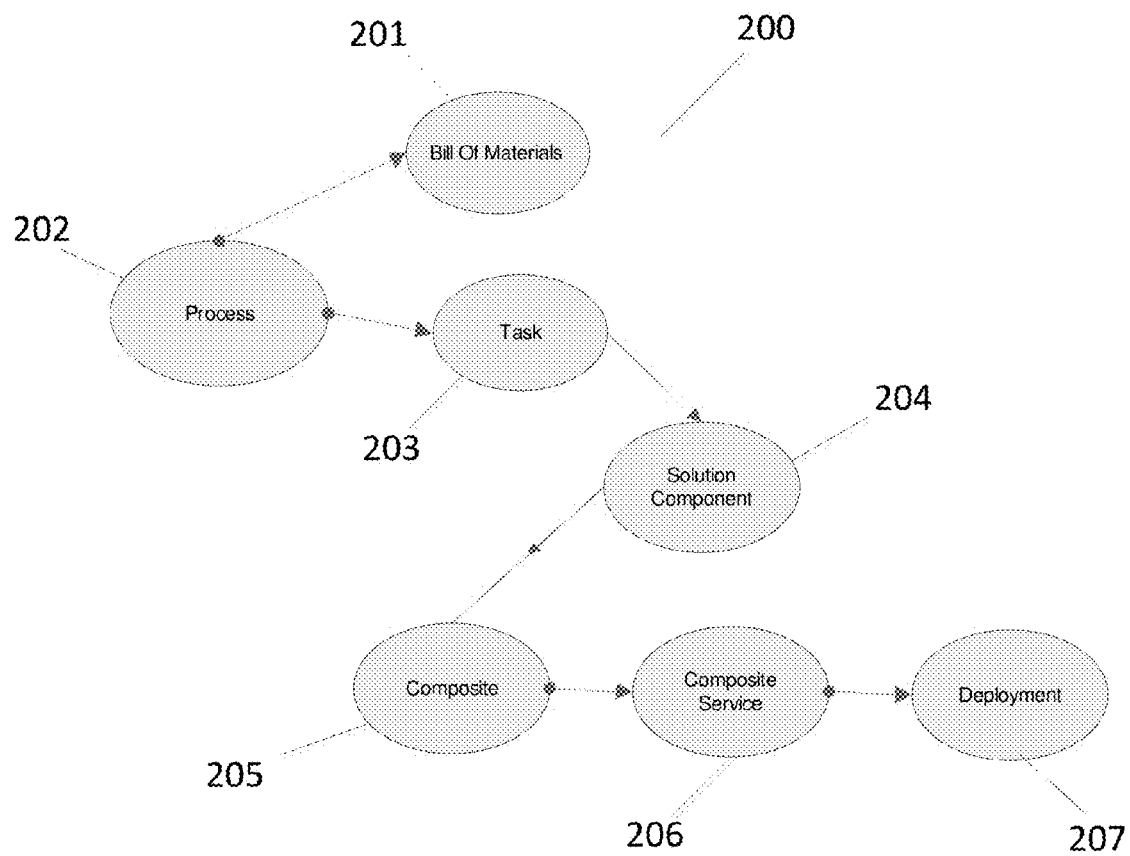 201
200
Bill Of Materials
202
Process
Task
203
204
Solution
Component
Composite
Composite
Service
Deployment
205
206
207